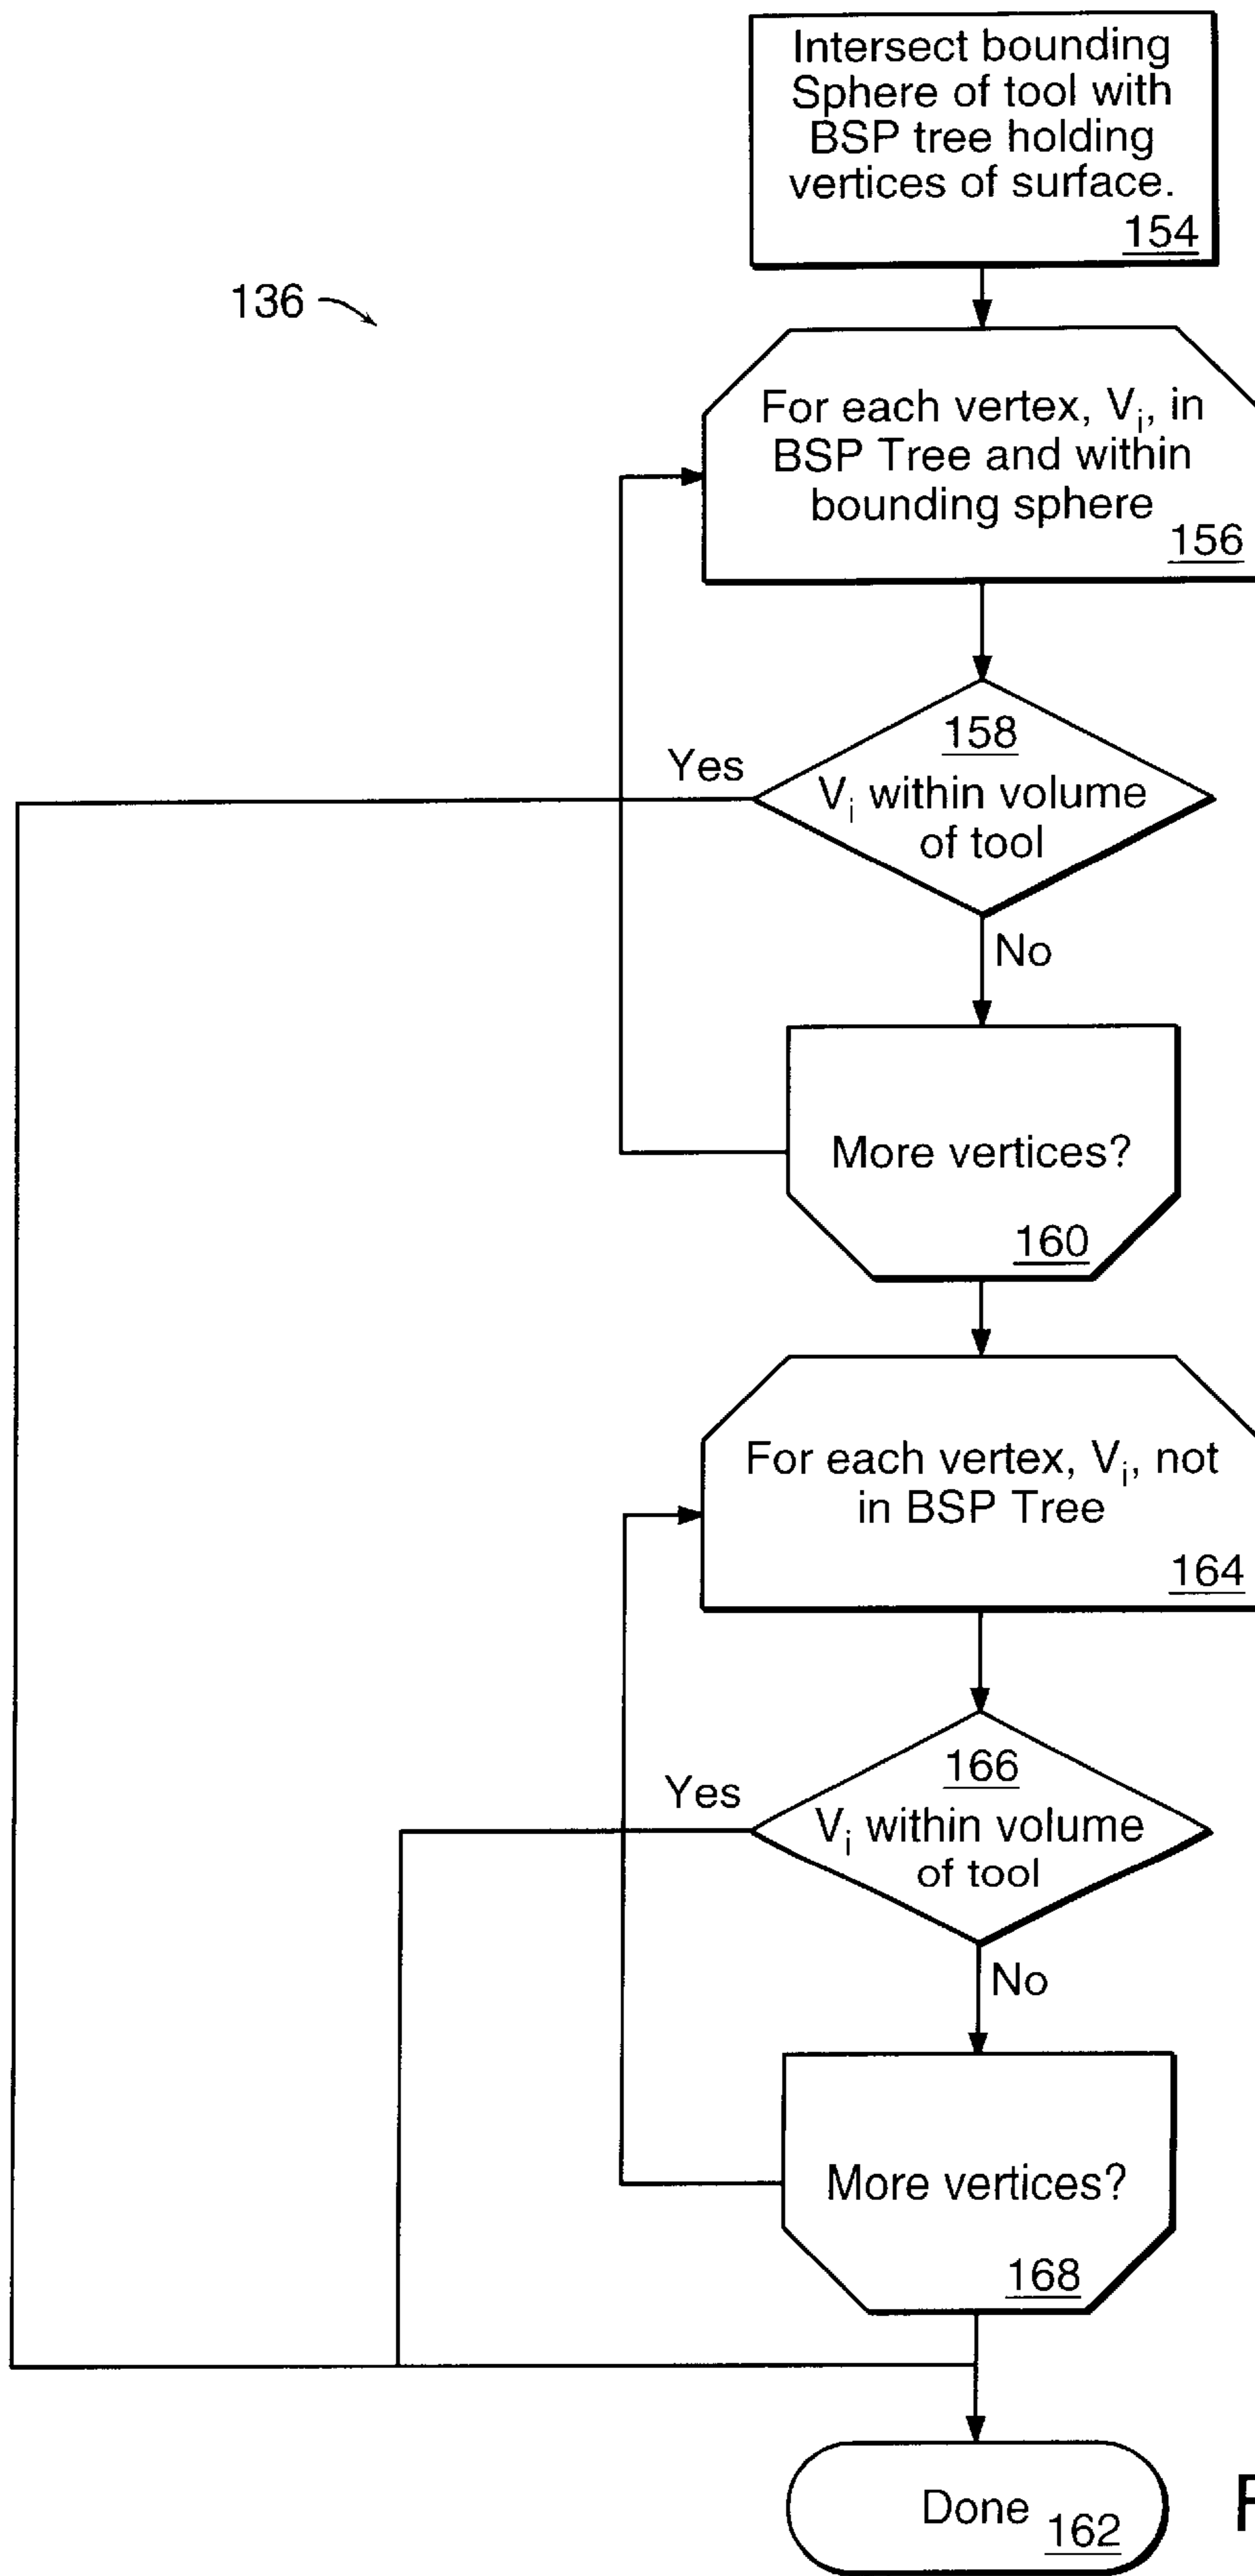 Intersect bounding
Sphere of tool with
BSP tree holding
vertices of surface.
154
136
For each vertex, Vi, in
BSP Tree and within
bounding sphere
156
158
Yes
Vi within volume
of tool
No
More vertices?
160
For each vertex, Vi, not
in BSP Tree
164
166
Yes
Vi within volume
of tool
No
More vertices?
168
Done
162